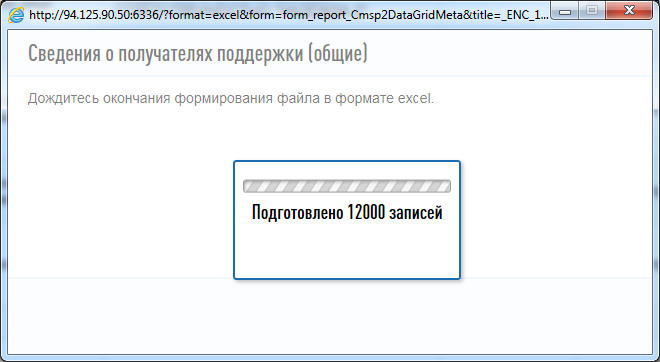 http://94.125.90.50:6336/?format=excel&form=form_report_Cmsp2DataGridMeta&title=_ENC_1...
Сведения о получателях поддержки (общие)
Дождитесь окончания формирования файла в формате excel.
Подготовлено 12000 записей